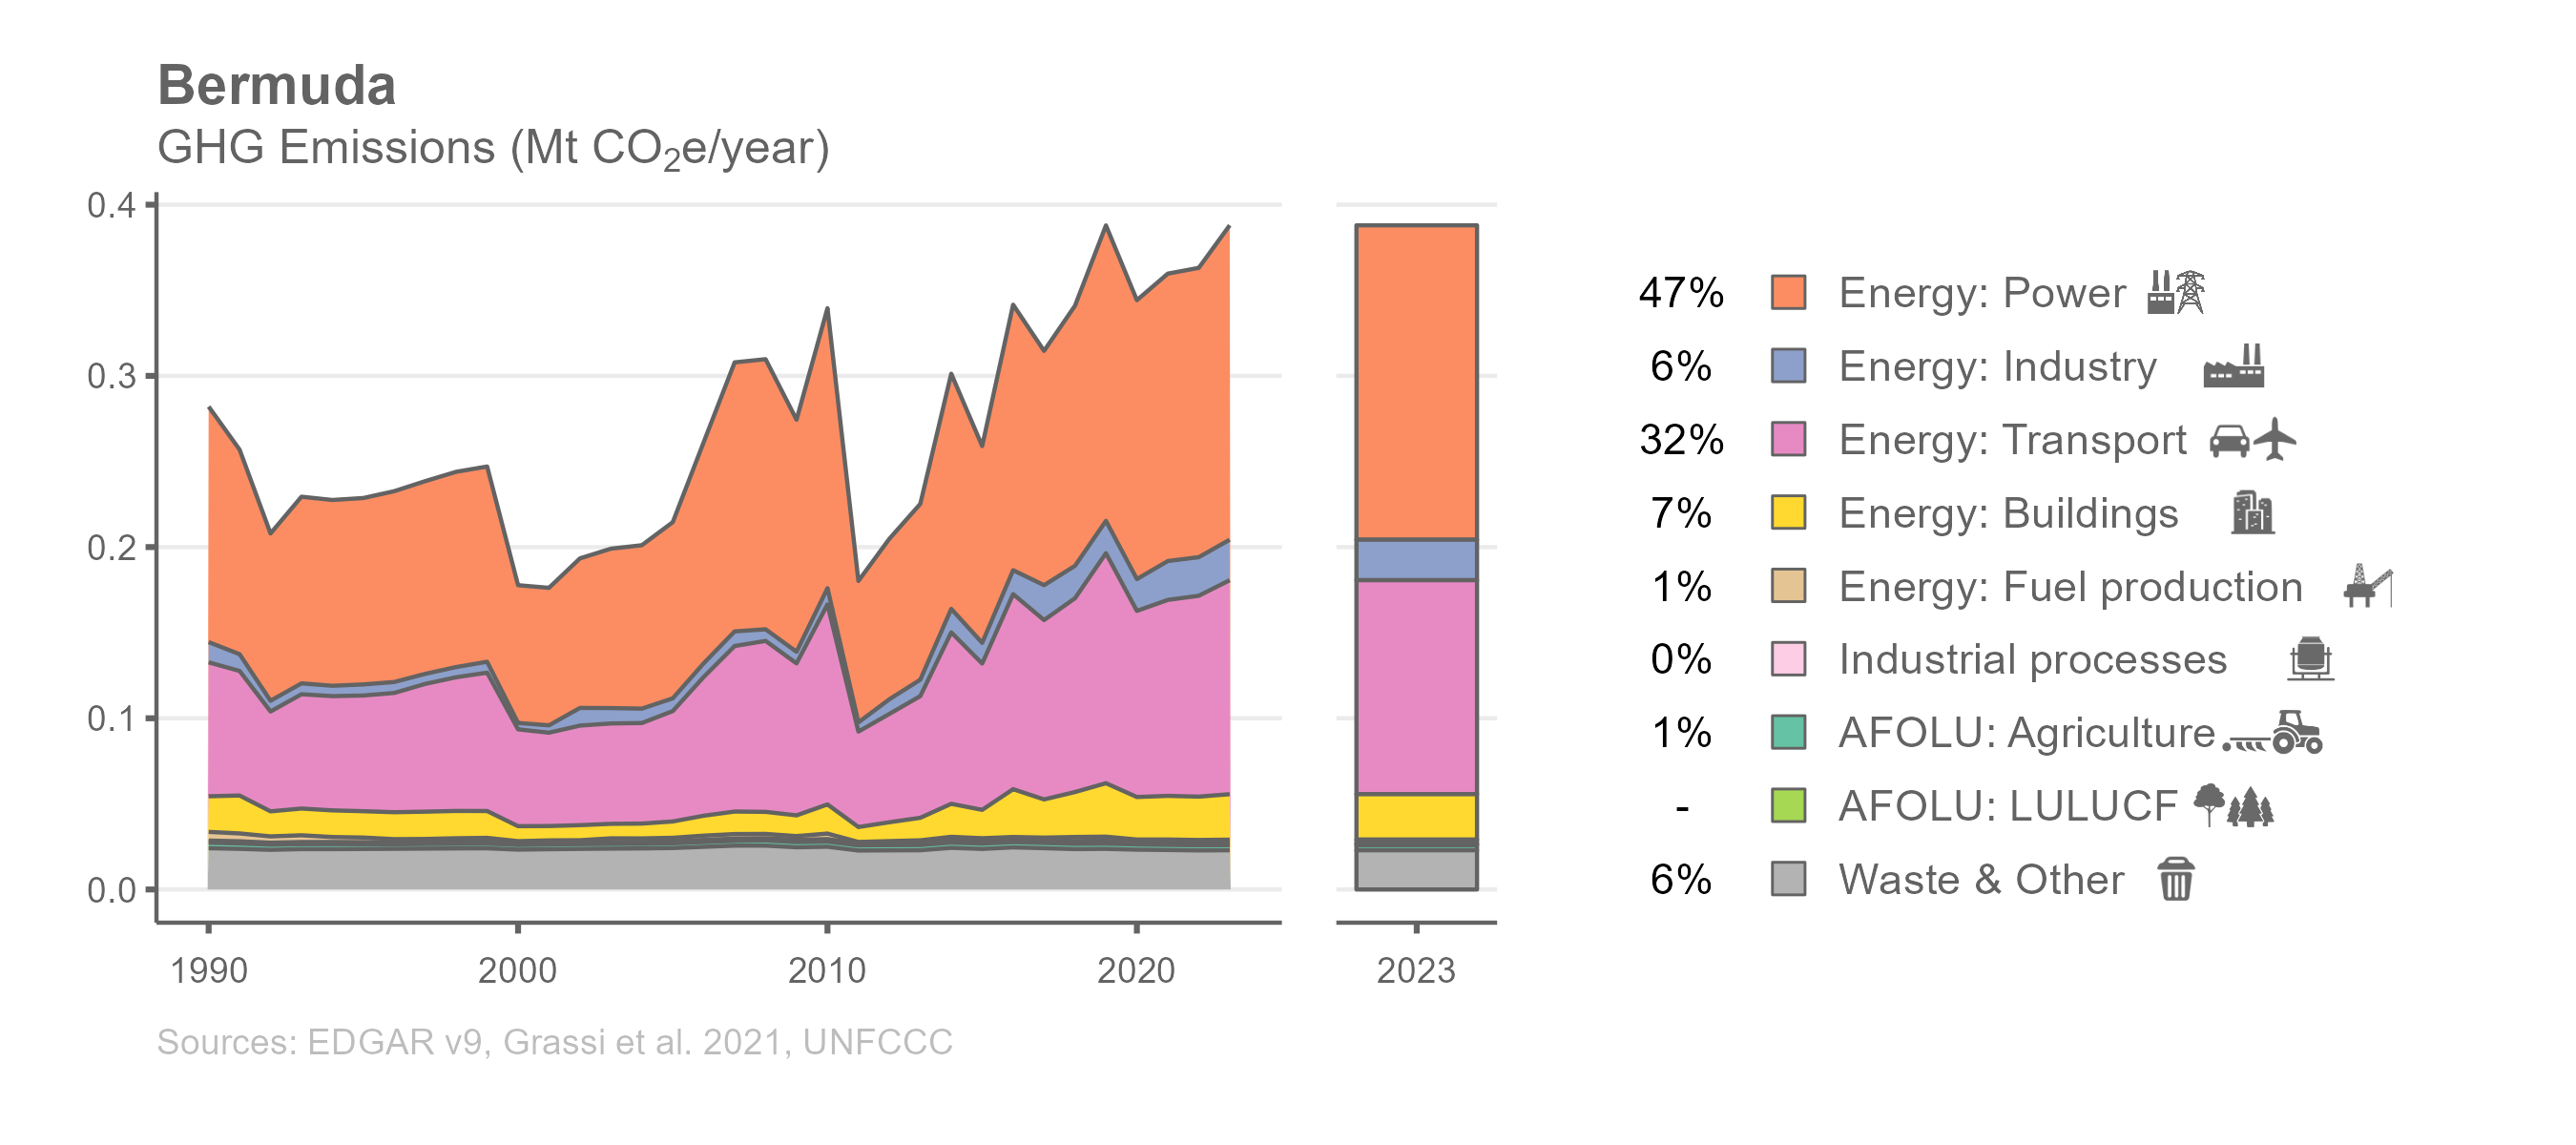 Bermuda
GHG Emissions (Mt CO₂e/year)
0.4
0.3
0.2
0.1
0.0
1990 2000 2010 2020 2023
47% Energy: Power
6% Energy: Industry
32% Energy: Transport
7% Energy: Buildings
1% Energy: Fuel production
0% Industrial processes
1% AFOLU: Agriculture
- AFOLU: LULUCF
6% Waste & Other
Sources: EDGAR v9, Grassi et al. 2021, UNFCCC